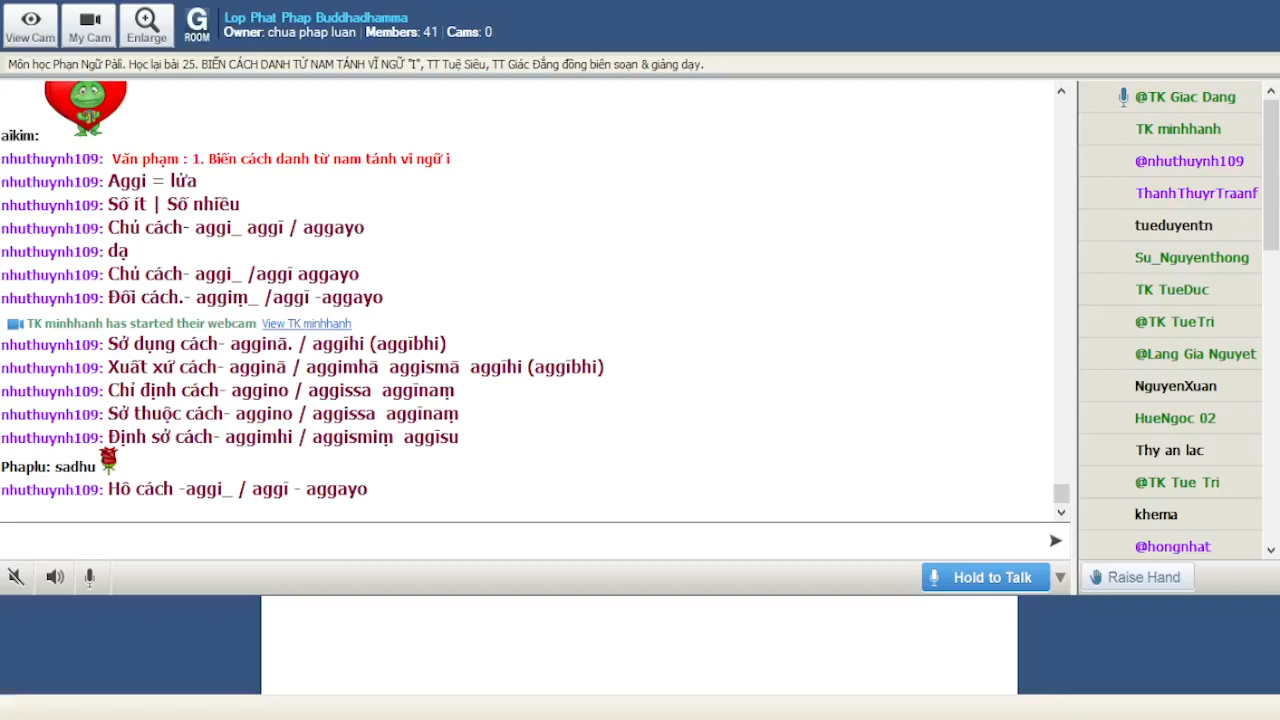 View Cam
My Cam
Enlarge
G
ROOM
Lop Phat Phap Buddhadhamma
Owner: chua phap luan | Members: 41 | Cams: 0
Môn học Phạn Ngữ Pàli. Học lại bài 25. BIẾN CÁCH DANH TỪ NAM TÁNH VĨ NGỮ "I", TT Tuệ Siêu, TT Giác Đẳng đồng biên soạn & giảng dạy.
aikim:
nhuthuynh109: Văn phạm : 1. Biến cách danh từ nam tánh vĩ ngữ i
nhuthuynh109: Aggi = lửa
nhuthuynh109: Số ít | Số nhiều
nhuthuynh109: Chủ cách- aggi_ aggī / aggayo
nhuthuynh109: dạ
nhuthuynh109: Chủ cách- aggi_ /aggī aggayo
nhuthuynh109: Đối cách.- aggiṃ_ /aggī -aggayo
TK minhhanh has started their webcam View TK minhhanh
nhuthuynh109: Sở dụng cách- agginā. / aggīhi (aggībhi)
nhuthuynh109: Xuất xứ cách- agginā / aggimhā aggismā aggīhi (aggībhi)
nhuthuynh109: Chỉ định cách- aggino / aggissa aggīnaṃ
nhuthuynh109: Sở thuộc cách- aggino / aggissa aggīnaṃ
nhuthuynh109: Định sở cách- aggimhi / aggismiṃ aggīsu
Phaplu: sadhu
nhuthuynh109: Hô cách -aggi_ / aggī - aggayo
Hold to Talk
@TK Giac Dang
TK minhhanh
@nhuthuynh109
ThanhThuyrTraanf
tueduyentn
Su_Nguyenthong
TK TueDuc
@TK TueTri
@Lang Gia Nguyet
NguyenXuan
HueNgoc 02
Thy an lac
@TK Tue Tri
khema
@hongnhat
Raise Hand